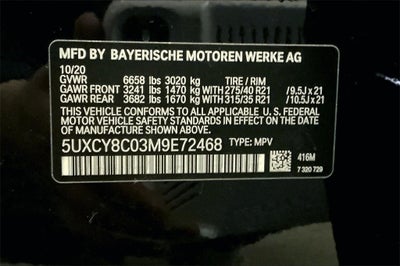 MFD BY BAYERISCHE MOTOREN WERKE AG
10/20
GVWR 6658 lbs 3020 kg TIRE / RIM
GAWR FRONT 3241 lbs 1470 kg WITH 275/40 R21 /9.5J x 21
GAWR REAR 3682 lbs 1670 kg WITH 315/35 R21 /10.5J x 21
THIS VEHICLE CONFORMS TO ALL APPLICABLE U. S. FEDERAL
MOTOR VEHICLE SAFETY STANDARDS IN EFFECT ON THE
DATE OF MANUFACTURE SHOWN ABOVE.
5UXCY8C03M9E72468 TYPE: MPV
416M
7 320 729